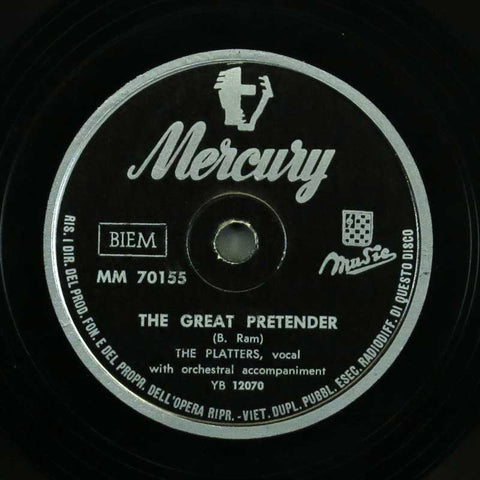 Mercury
BIEM
MM 70155
Music
THE GREAT PRETENDER
(B. Ram)
THE PLATTERS, vocal
with orchestral accompaniment
YB 12070
RIS. I DIR. DEL PROD. FON. E DEL PROPR. DELL'OPERA RIPR. - VIET. DUPL. PUBBL. ESEC. RADIODIFF. DI QUESTO DISCO